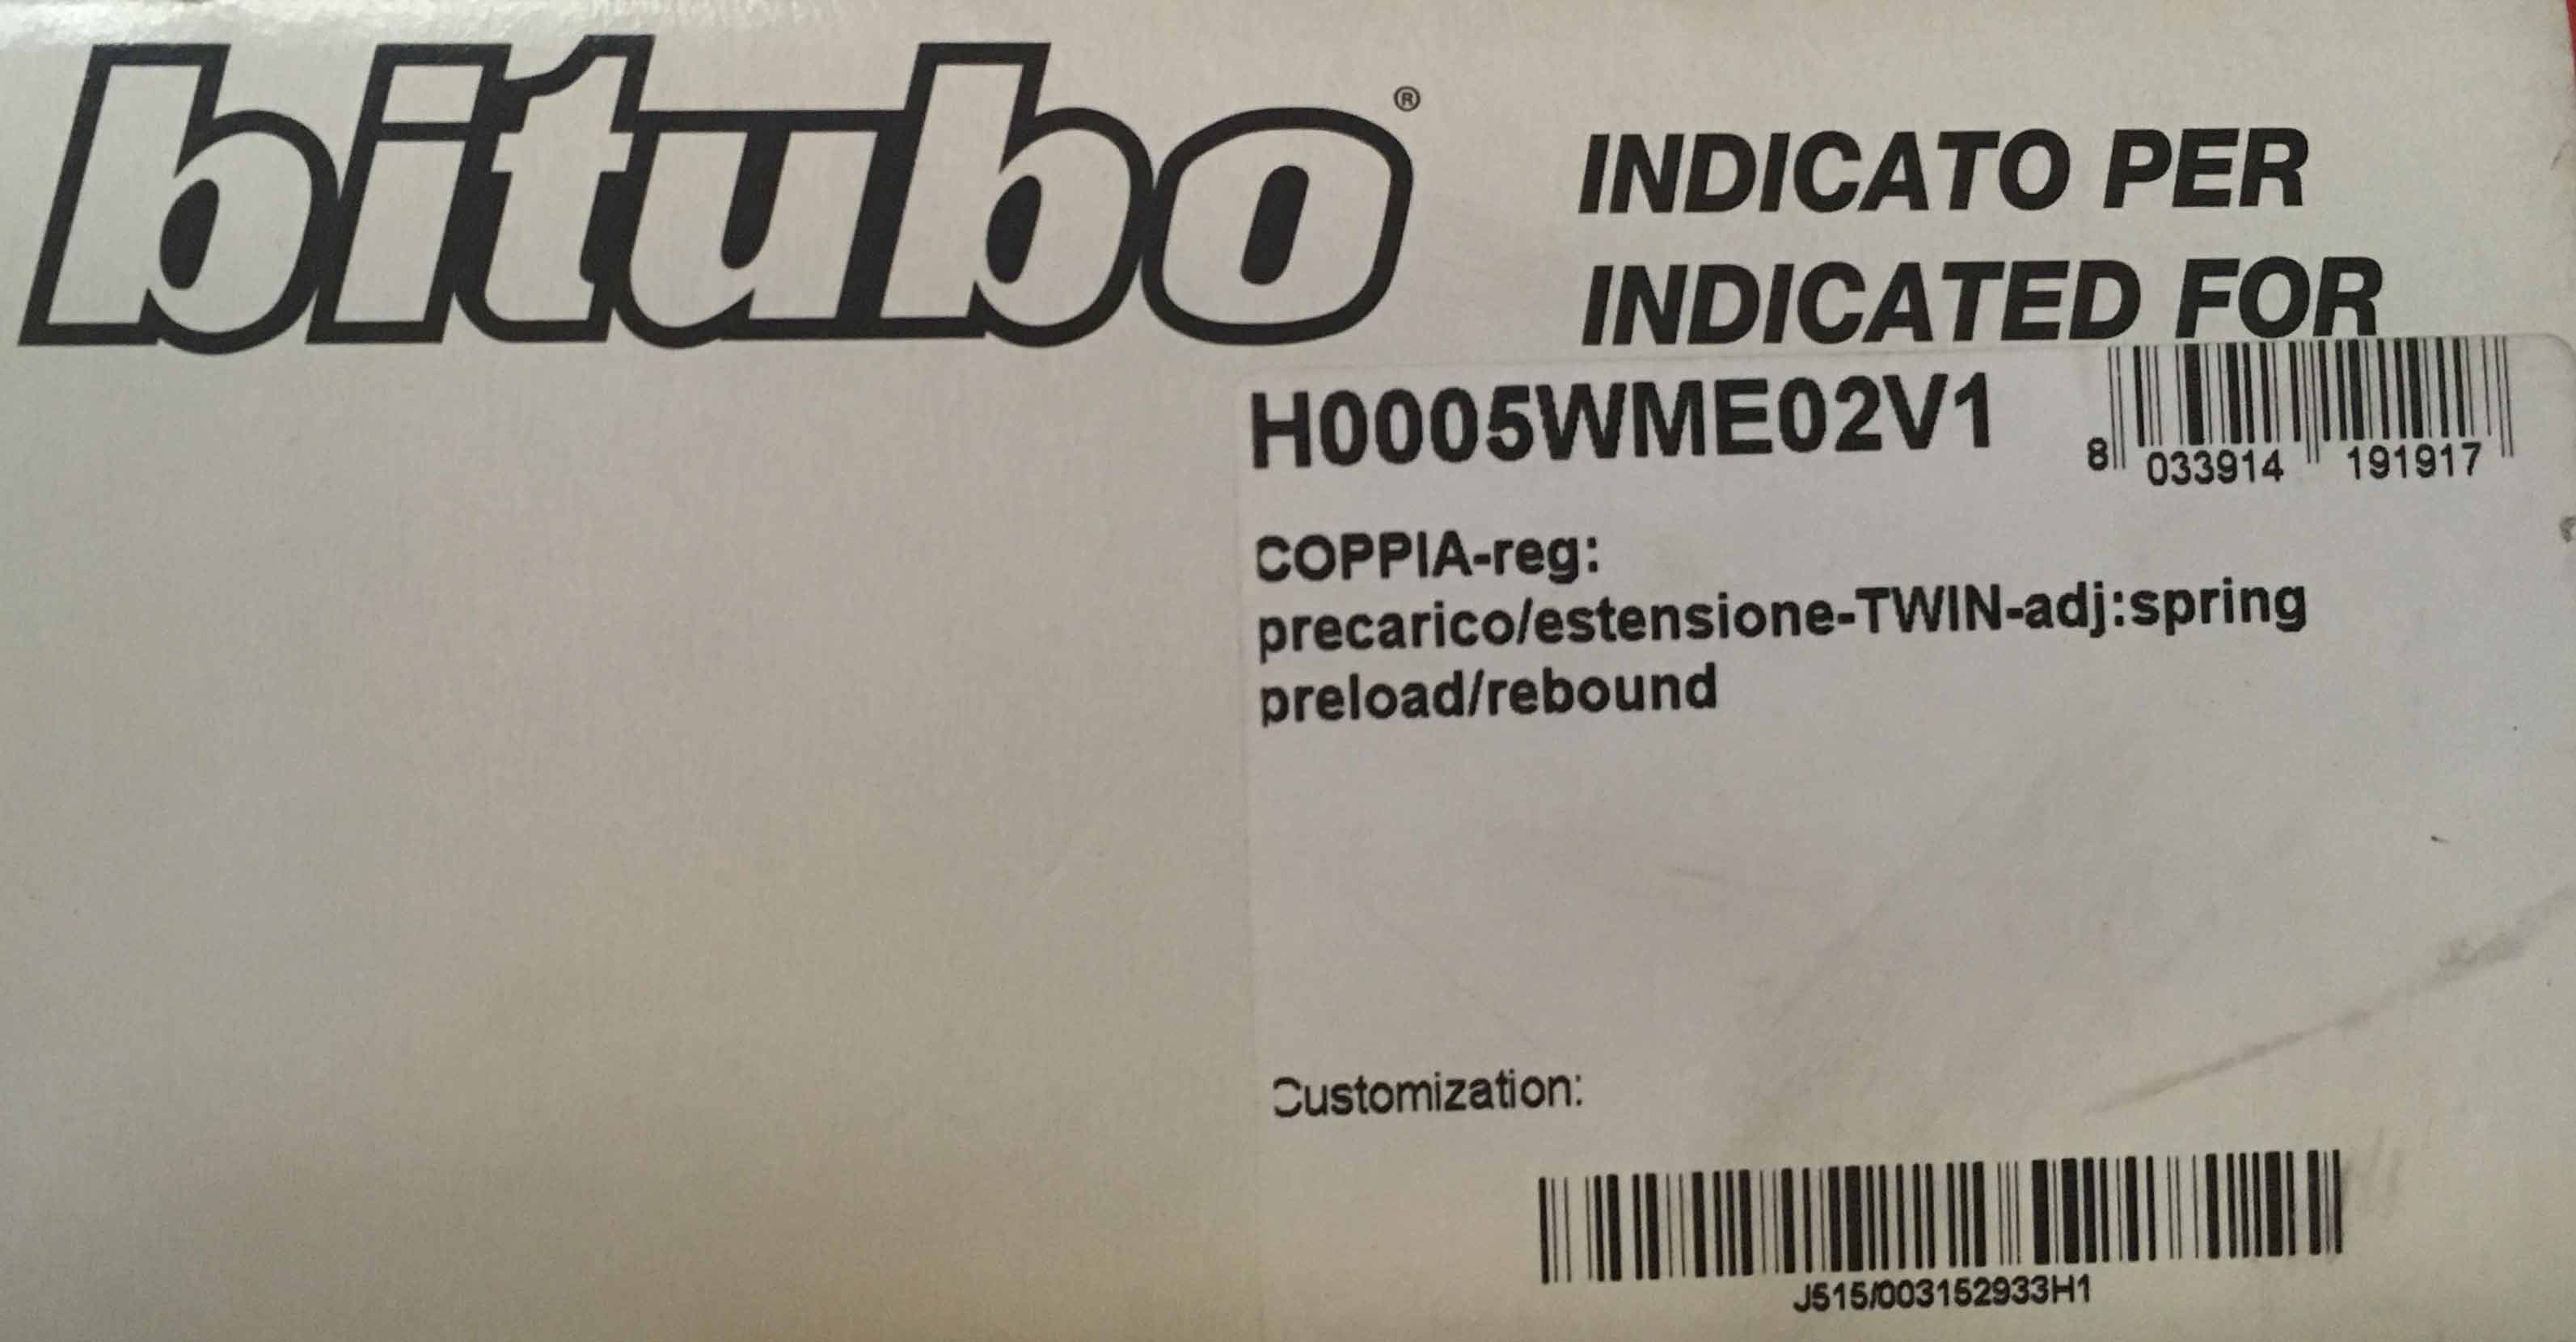 bitubo®
INDICATO PER
INDICATED FOR
H0005WME02V1
8 033914 191917
COPPIA-reg:
precarico/estensione-TWIN-adj:spring
preload/rebound
Customization:
J515/003152933H1